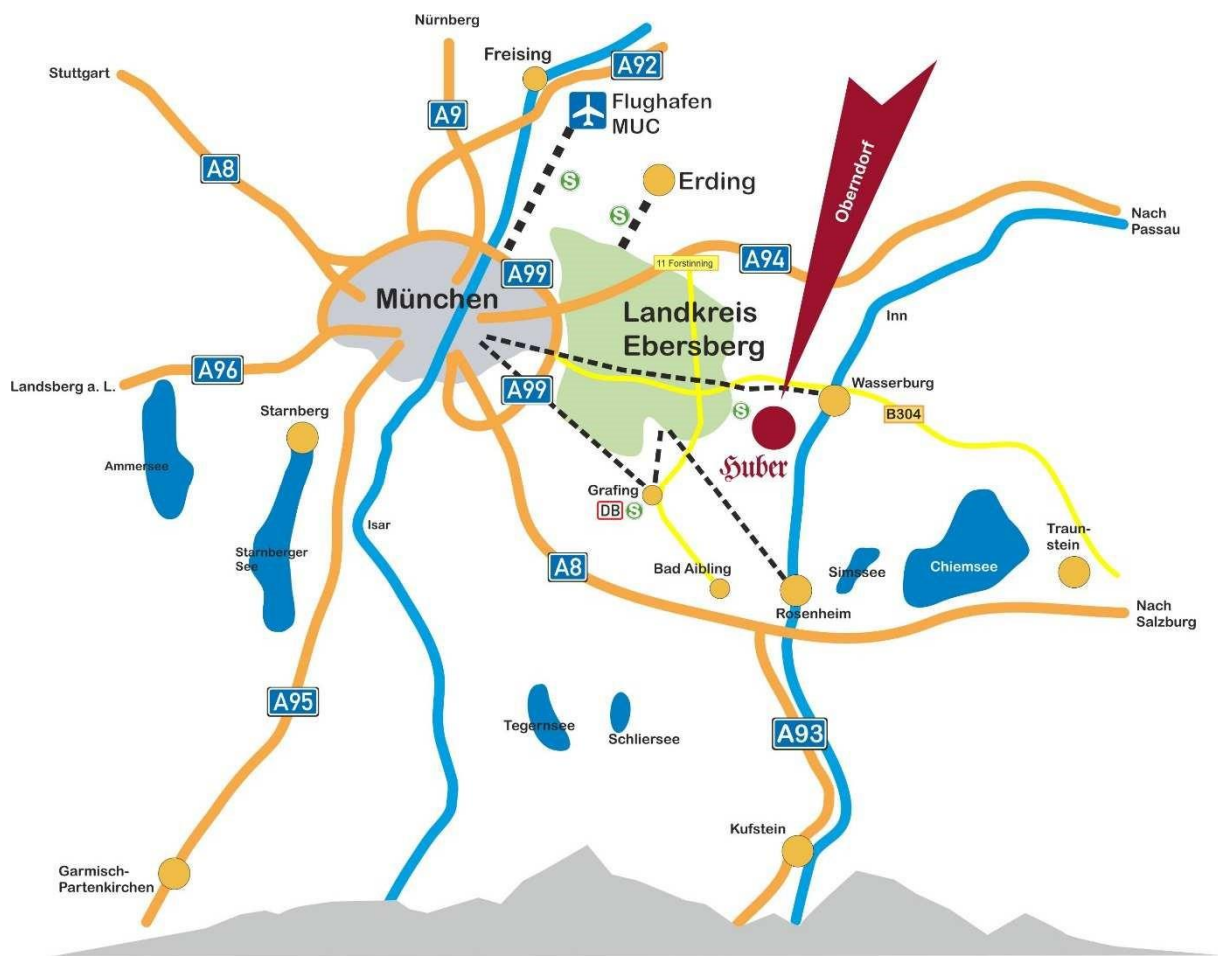 Nürnberg
Stuttgart
Freising
A92
A9
Flughafen
MUC
A8
Erding
Oberndorf
Nach
Passau
11 Forstinning
A94
A99
München
Landkreis
Ebersberg
Inn
A96
A99
Landsberg a. L.
Wasserburg
B304
Starnberg
S
S
S
Huber
Ammersee
Grafing
DB
S
Isar
Traun-
stein
Starnberger
See
A8
Bad Aibling
Simssee
Chiemsee
Rosenheim
Nach
Salzburg
A95
Tegernsee
Schliersee
A93
Kufstein
Garmisch-
Partenkirchen